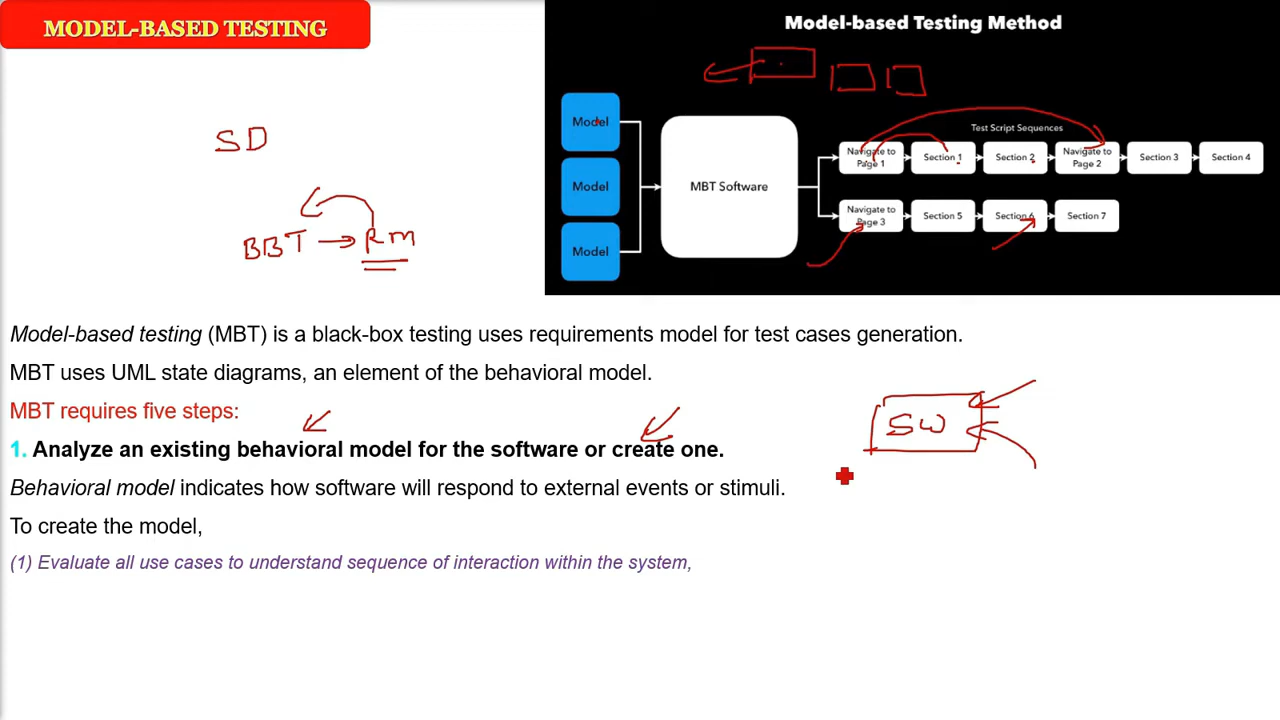 MODEL-BASED TESTING
Model-based Testing Method
SD
BBT → RM
Model
Model
Model
MBT Software
Test Script Sequences
Navigate to Page 1
Section 1
Section 2
Navigate to Page 2
Section 3
Section 4
Navigate to Page 3
Section 5
Section 6
Section 7
Model-based testing (MBT) is a black-box testing uses requirements model for test cases generation.
MBT uses UML state diagrams, an element of the behavioral model.
MBT requires five steps:
1. Analyze an existing behavioral model for the software or create one.
SW
Behavioral model indicates how software will respond to external events or stimuli.
To create the model,
(1) Evaluate all use cases to understand sequence of interaction within the system,